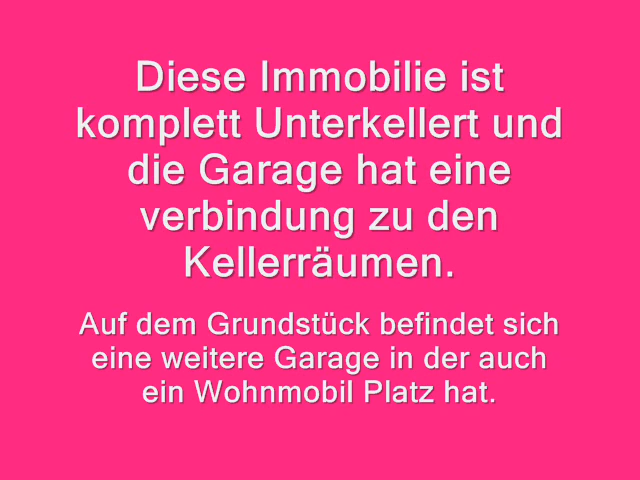 Diese Immobilie ist
komplett Unterkellert und
die Garage hat eine
verbindung zu den
Kellerräumen.
Auf dem Grundstück befindet sich
eine weitere Garage in der auch
ein Wohnmobil Platz hat.